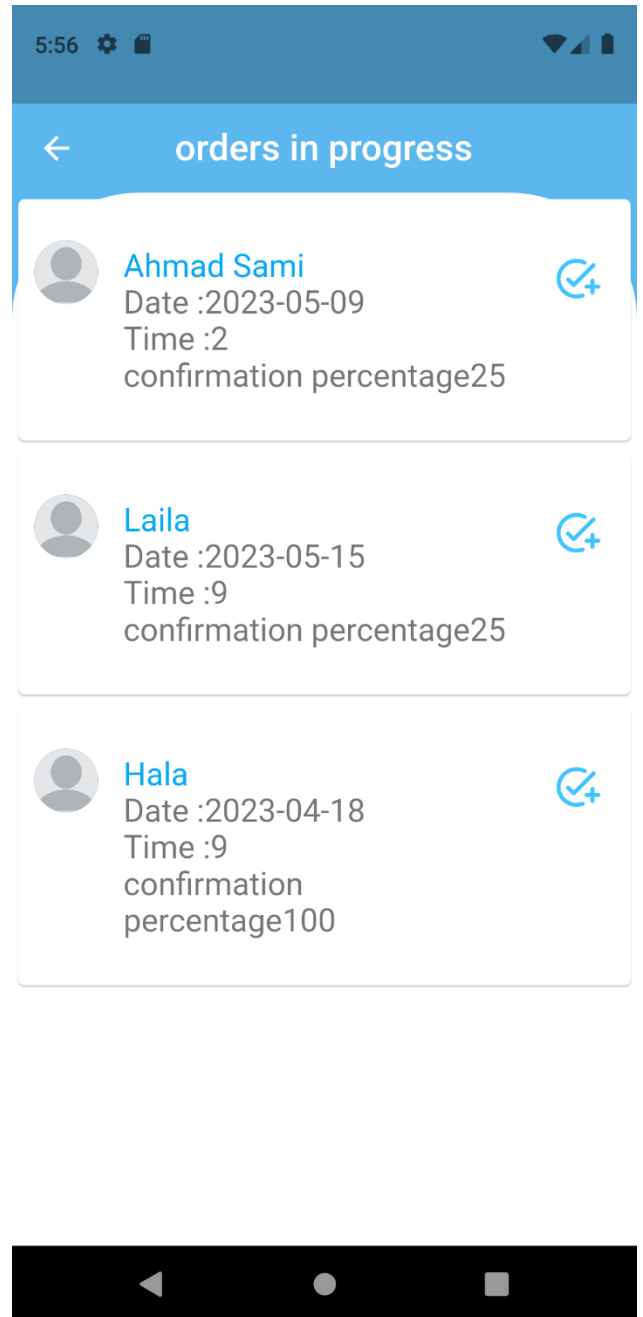 5:56
orders in progress
Ahmad Sami
Date :2023-05-09
Time :2
confirmation percentage25
Laila
Date :2023-05-15
Time :9
confirmation percentage25
Hala
Date :2023-04-18
Time :9
confirmation
percentage100